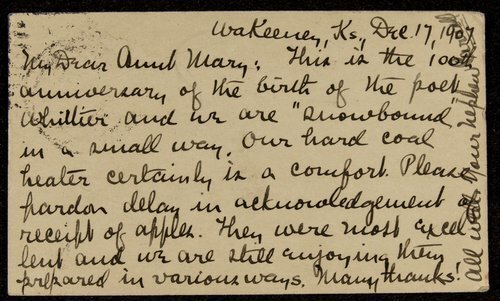 WaKeeney, Ks., Dec. 17, 1907
My Dear Aunt Mary: This is the 100th
anniversary of the birth of the poet
Whittier and we are "snowbound
in a small way. Our hard coal
heater certainly is a comfort. Please
pardon delay in acknowledgement of
receipt of apples. They were most excel
lent and we are still enjoying them
prepared in various ways. Many thanks!
All well. Your nephew